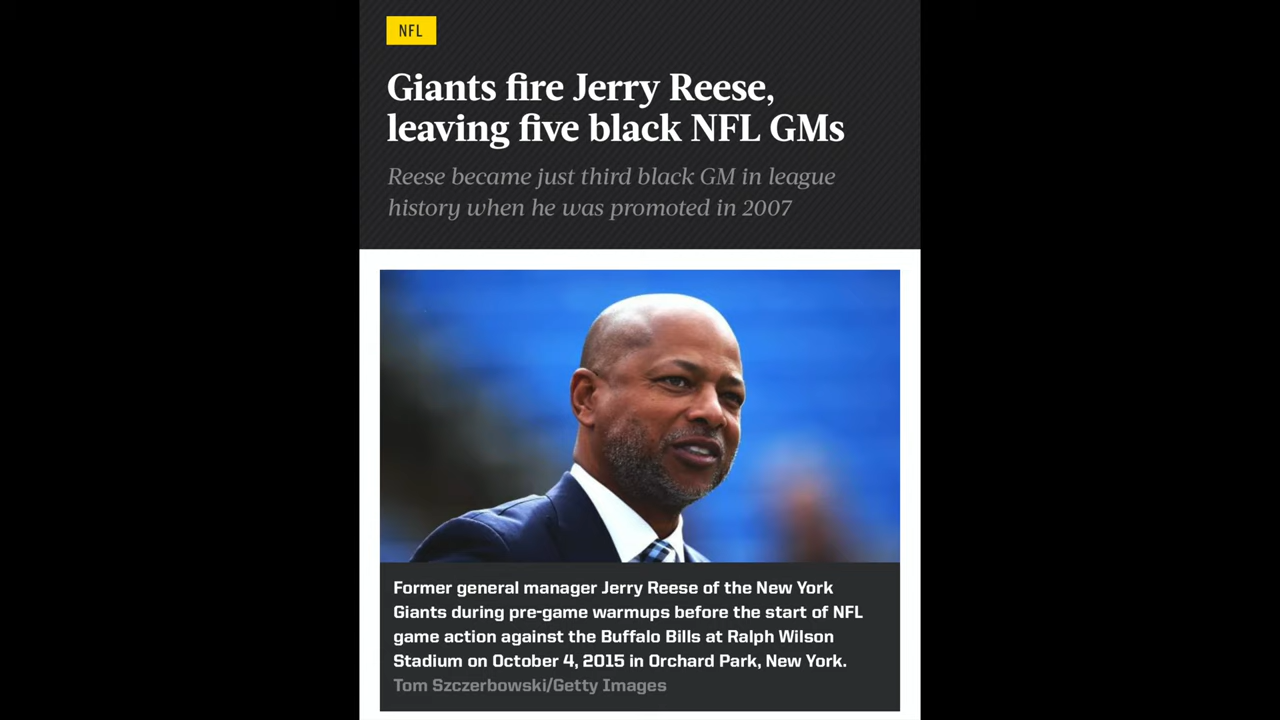 NFL
Giants fire Jerry Reese,
leaving five black NFL GMs
Reese became just third black GM in league
history when he was promoted in 2007
Former general manager Jerry Reese of the New York
Giants during pre-game warmups before the start of NFL
game action against the Buffalo Bills at Ralph Wilson
Stadium on October 4, 2015 in Orchard Park, New York.
Tom Szczerbowski/Getty Images